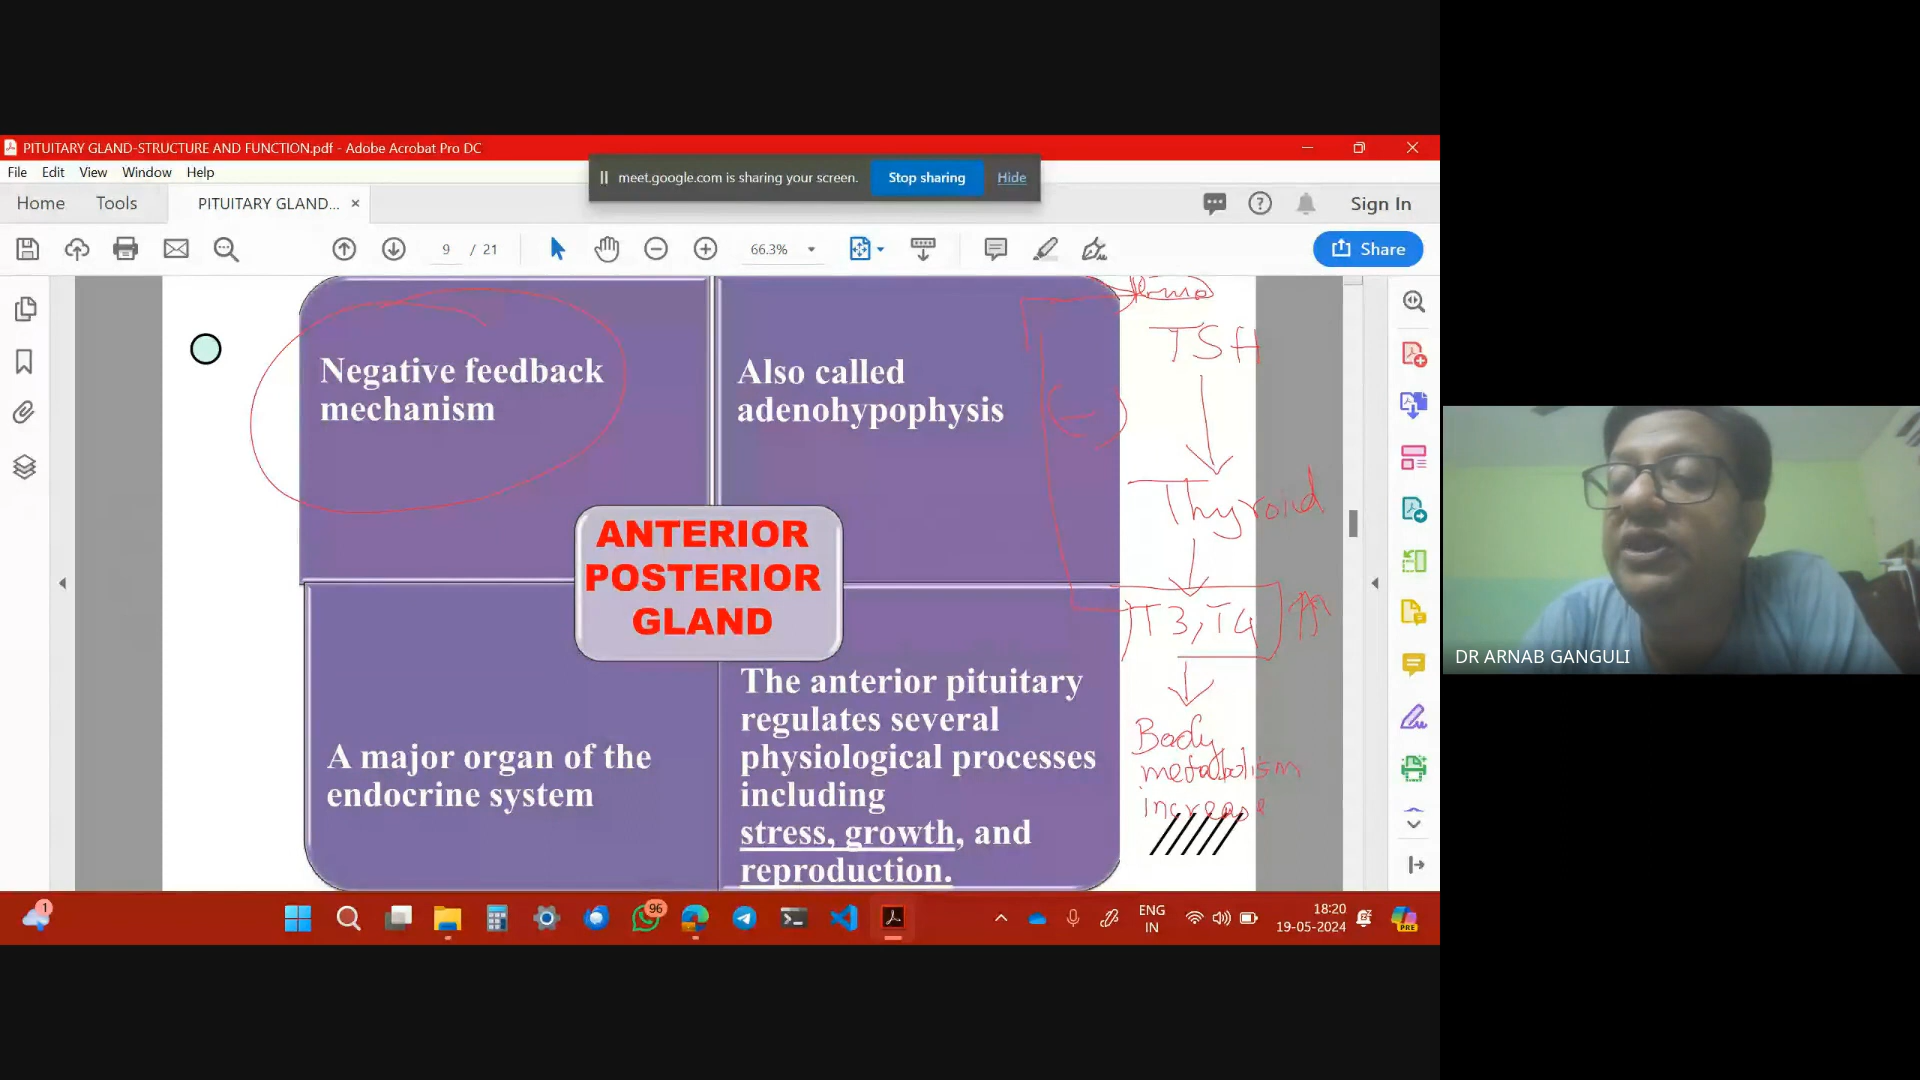 PITUITARY GLAND-STRUCTURE AND FUNCTION.pdf - Adobe Acrobat Pro DC
File Edit View Window Help
meet.google.com is sharing your screen. Stop sharing Hide
Home Tools PITUITARY GLAND... × Sign In
9 / 21 66.3% Share
TSH
Negative feedback
mechanism
Also called
adenohypophysis
(-)
Thyroid
ANTERIOR
POSTERIOR
GLAND
T3, T4
A major organ of the
endocrine system
The anterior pituitary
regulates several
physiological processes
including
stress, growth, and
reproduction.
Body
metabolism
increase
DR ARNAB GANGULI
1
96
ENG
IN
18:20
19-05-2024
PRE